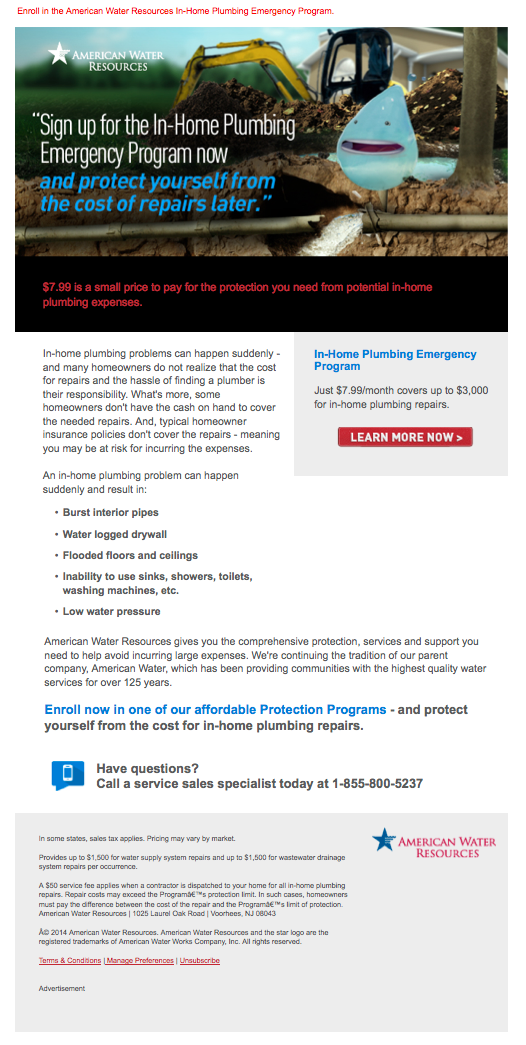 Enroll in the American Water Resources In-Home Plumbing Emergency Program.
AMERICAN WATER
RESOURCES
“Sign up for the In-Home Plumbing
Emergency Program now
and protect yourself from
the cost of repairs later.”
$7.99 is a small price to pay for the protection you need from potential in-home
plumbing expenses.
In-home plumbing problems can happen suddenly -
and many homeowners do not realize that the cost
for repairs and the hassle of finding a plumber is
their responsibility. What's more, some
homeowners don't have the cash on hand to cover
the needed repairs. And, typical homeowner
insurance policies don't cover the repairs - meaning
you may be at risk for incurring the expenses.
An in-home plumbing problem can happen
suddenly and result in:
• Burst interior pipes
• Water logged drywall
• Flooded floors and ceilings
• Inability to use sinks, showers, toilets,
washing machines, etc.
• Low water pressure
In-Home Plumbing Emergency
Program
Just $7.99/month covers up to $3,000
for in-home plumbing repairs.
LEARN MORE NOW >
American Water Resources gives you the comprehensive protection, services and support you
need to help avoid incurring large expenses. We're continuing the tradition of our parent
company, American Water, which has been providing communities with the highest quality water
services for over 125 years.
Enroll now in one of our affordable Protection Programs - and protect
yourself from the cost for in-home plumbing repairs.
Have questions?
Call a service sales specialist today at 1-855-800-5237
In some states, sales tax applies. Pricing may vary by market.
Provides up to $1,500 for water supply system repairs and up to $1,500 for wastewater drainage
system repairs per occurrence.
A $50 service fee applies when a contractor is dispatched to your home for all in-home plumbing
repairs. Repair costs may exceed the Programâ€™s protection limit. In such cases, homeowners
must pay the difference between the cost of the repair and the Programâ€™s limit of protection.
American Water Resources | 1025 Laurel Oak Road | Voorhees, NJ 08043
Â© 2014 American Water Resources. American Water Resources and the star logo are the
registered trademarks of American Water Works Company, Inc. All rights reserved.
Terms & Conditions | Manage Preferences | Unsubscribe
Advertisement
AMERICAN WATER
RESOURCES